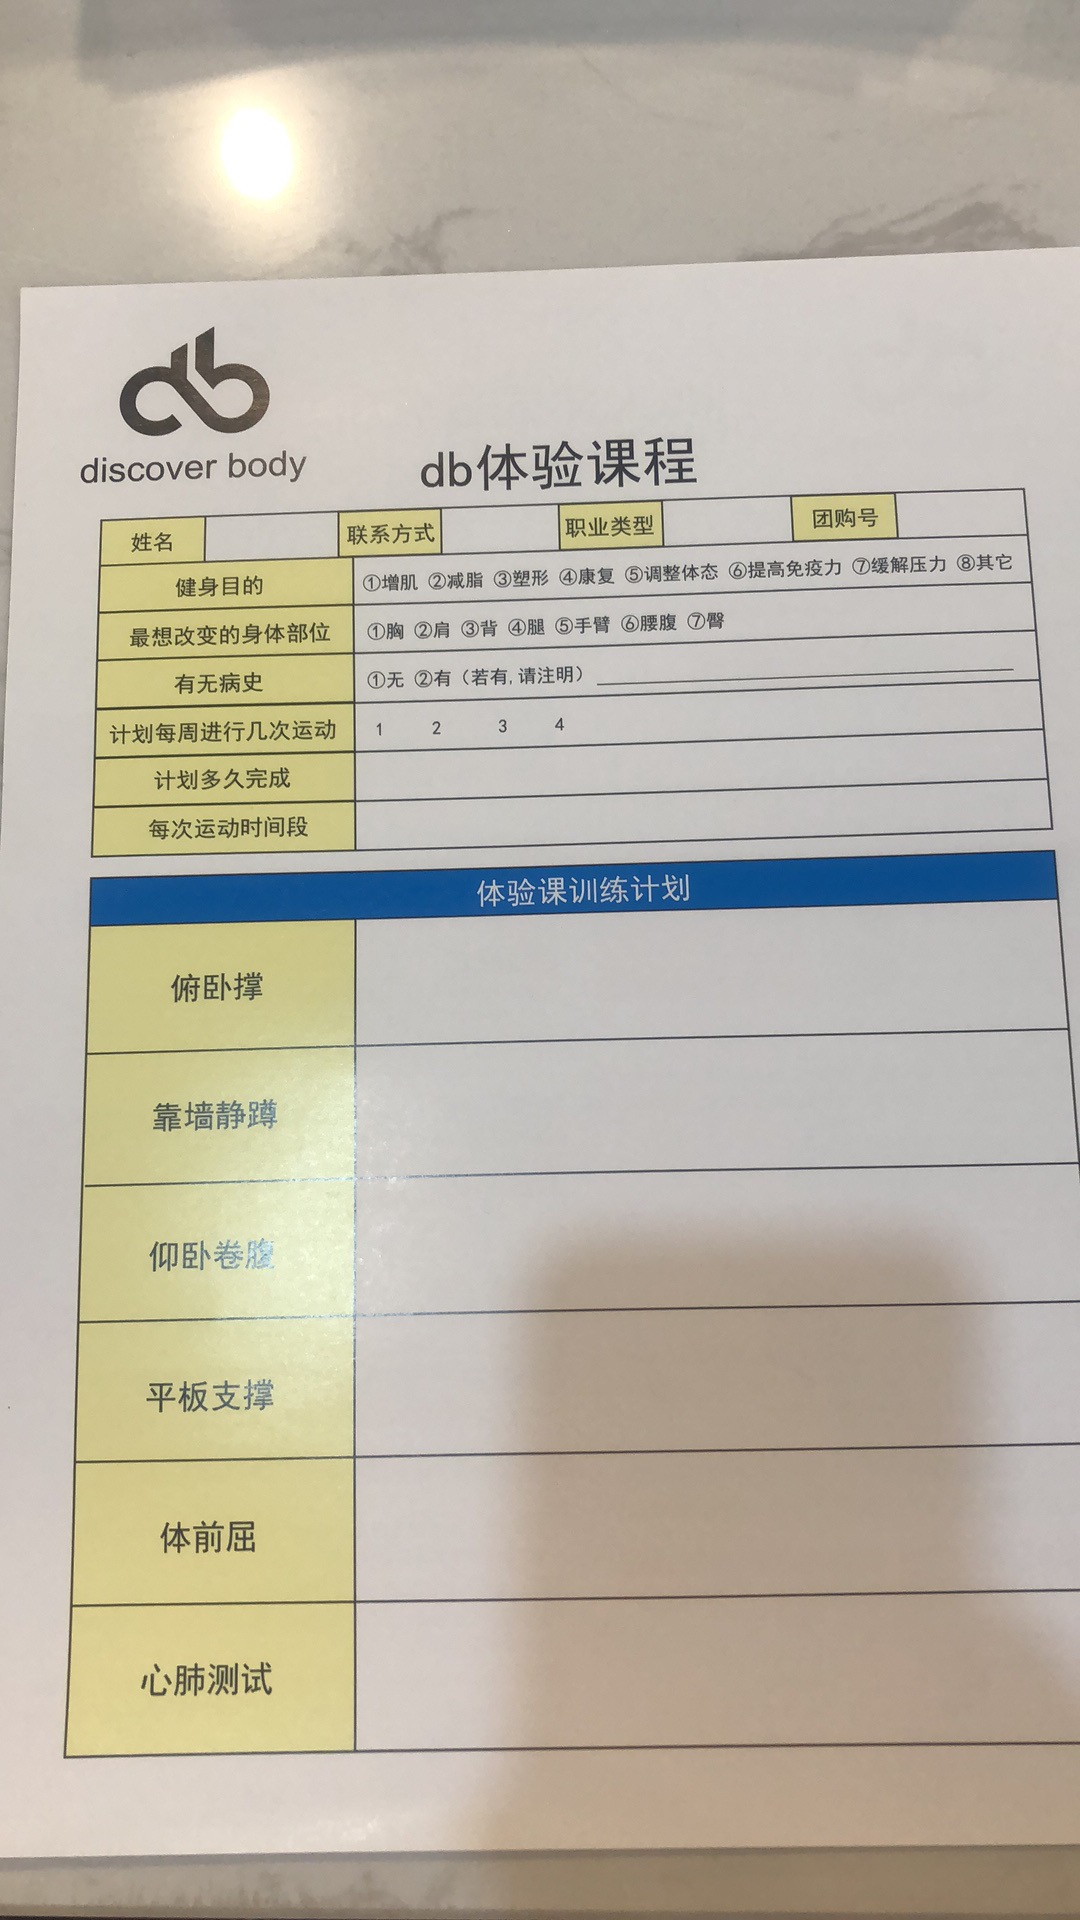 db
discover body
db体验课程
姓名 联系方式 职业类型 团购号
健身目的 ①增肌 ②减脂 ③塑形 ④康复 ⑤调整体态 ⑥提高免疫力 ⑦缓解压力 ⑧其它
最想改变的身体部位 ①胸 ②肩 ③背 ④腿 ⑤手臂 ⑥腰腹 ⑦臀
有无病史 ①无 ②有（若有,请注明）
计划每周进行几次运动 1 2 3 4
计划多久完成
每次运动时间段
体验课训练计划
俯卧撑
靠墙静蹲
仰卧卷腹
平板支撑
体前屈
心肺测试